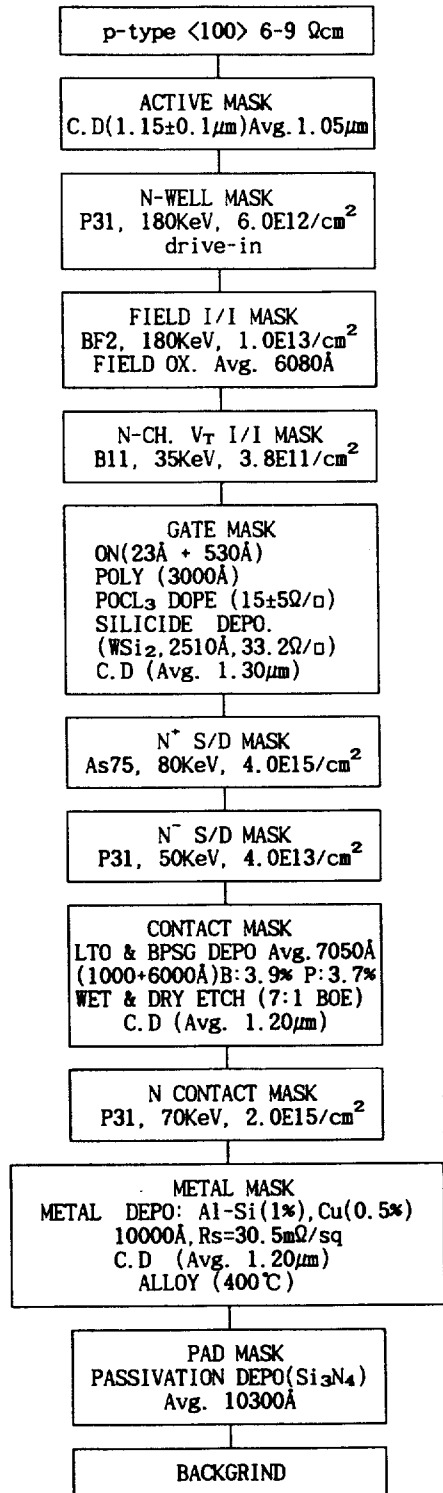 p-type <100> 6-9 Ωcm
ACTIVE MASK
C.D(1.15±0.1μm)Avg.1.05μm
N-WELL MASK
P31, 180KeV, 6.0E12/cm²
drive-in
FIELD I/I MASK
BF2, 180KeV, 1.0E13/cm²
FIELD OX. Avg. 6080Å
N-CH. V_T I/I MASK
B11, 35KeV, 3.8E11/cm²
GATE MASK
ON(23Å + 530Å)
POLY (3000Å)
POCL₃ DOPE (15±5Ω/□)
SILICIDE DEPO.
(WSi₂,2510Å,33.2Ω/□)
C.D (Avg. 1.30μm)
N⁺ S/D MASK
As75, 80KeV, 4.0E15/cm²
N⁻ S/D MASK
P31, 50KeV, 4.0E13/cm²
CONTACT MASK
LTO & BPSG DEPO Avg.7050Å
(1000+6000Å)B:3.9% P:3.7%
WET & DRY ETCH (7:1 BOE)
C.D (Avg. 1.20μm)
N CONTACT MASK
P31, 70KeV, 2.0E15/cm²
METAL MASK
METAL DEPO: Al-Si(1%),Cu(0.5%)
10000Å,Rs=30.5mΩ/sq
C.D (Avg. 1.20μm)
ALLOY (400℃)
PAD MASK
PASSIVATION DEPO(Si₃N₄)
Avg. 10300Å
BACKGRIND